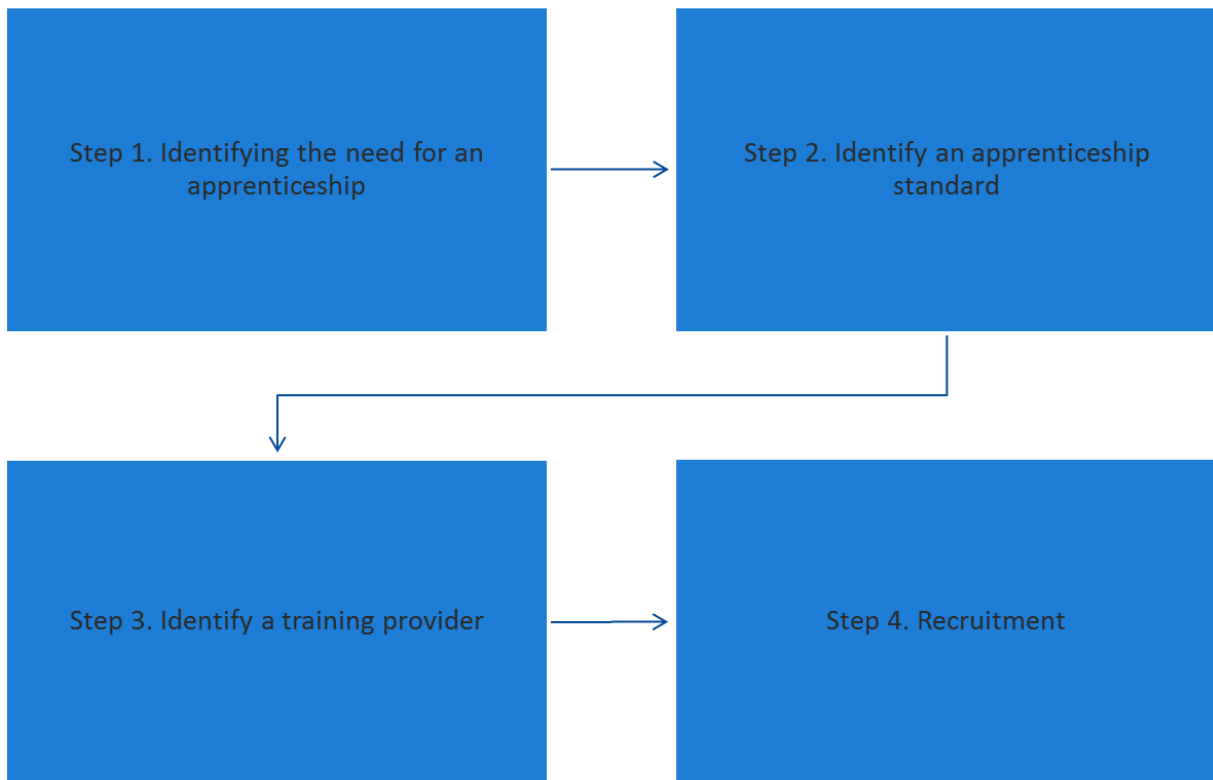 Step 1. Identifying the need for an
apprenticeship
Step 2. Identify an apprenticeship
standard
Step 3. Identify a training provider
Step 4. Recruitment